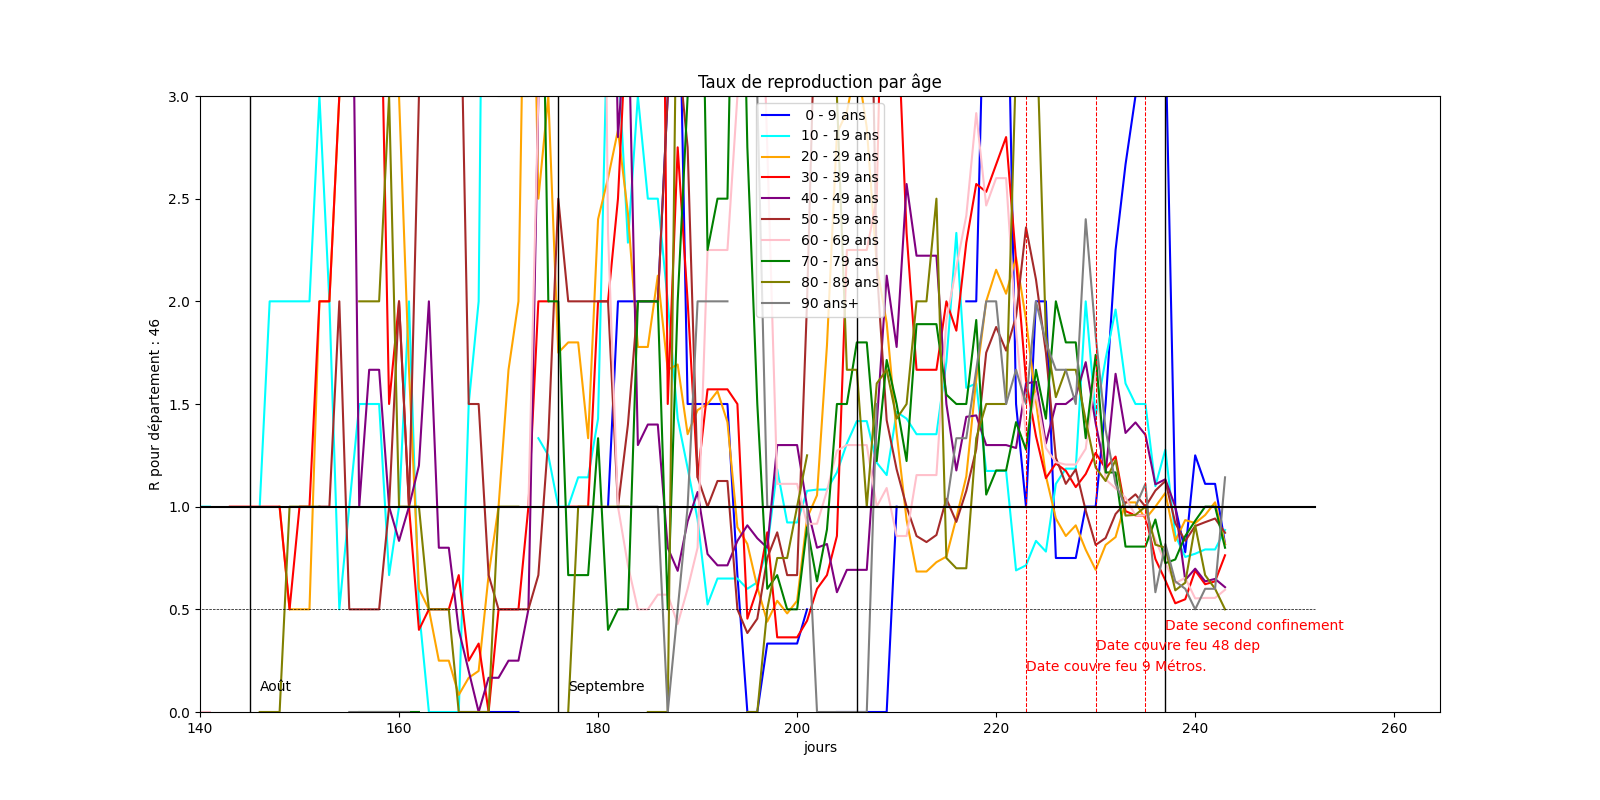 Taux de reproduction par âge
R pour département : 46
3.0
2.5
2.0
1.5
1.0
0.5
0.0
0 - 9 ans
10 - 19 ans
20 - 29 ans
30 - 39 ans
40 - 49 ans
50 - 59 ans
60 - 69 ans
70 - 79 ans
80 - 89 ans
90 ans+
Date second confinement
Date couvre feu 48 dep
Date couvre feu 9 Métros.
Août
Septembre
140
160
180
200
220
240
260
jours